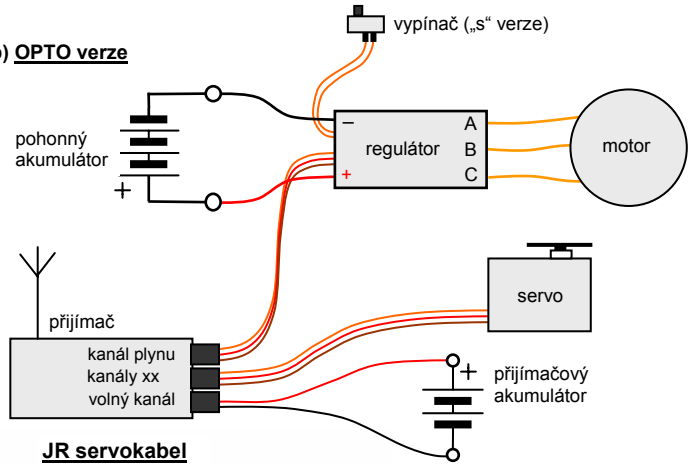 vypínač („s“ verze)
) OPTO verze
pohonný
akumulátor
+
−
+
regulátor
A
B
C
motor
přijímač
kanál plynu
kanály xx
volný kanál
servo
+
přijímačový
akumulátor
JR servokabel